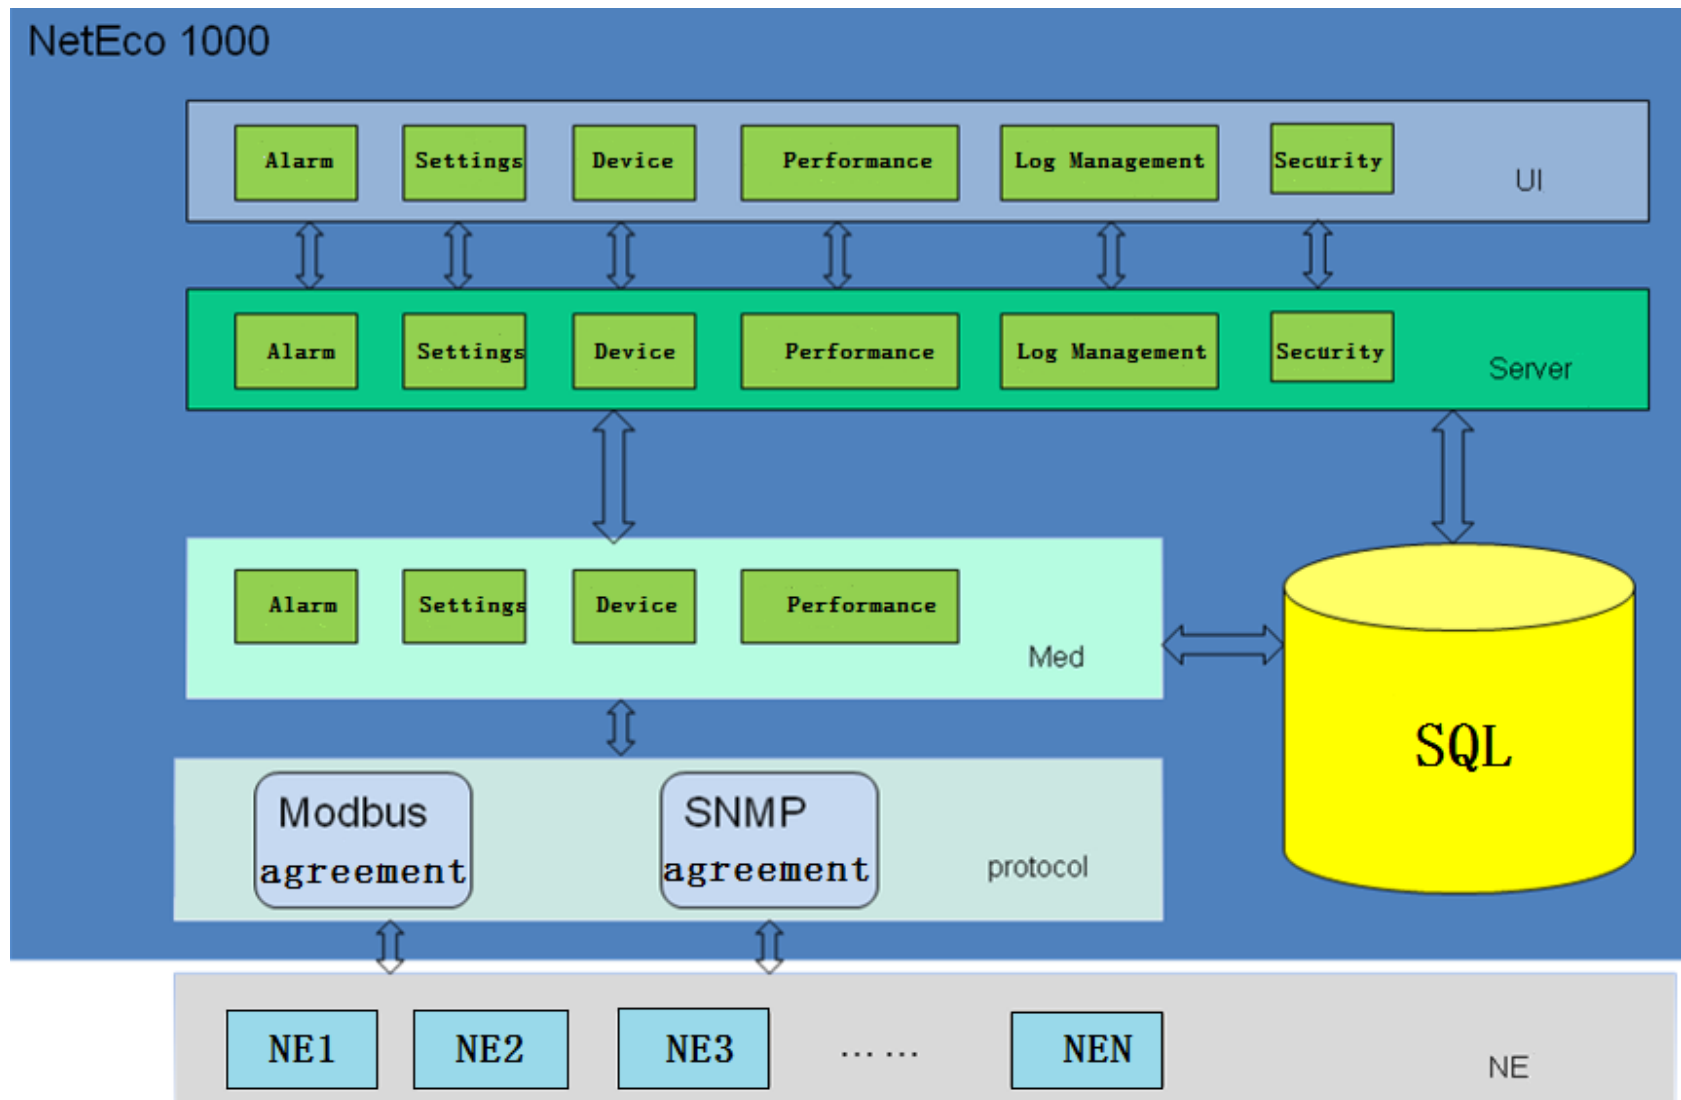 NetEco 1000
Alarm Settings Device Performance Log Management Security
UI
Alarm Settings Device Performance Log Management Security
Server
Alarm Settings Device Performance
Med
SQL
Modbus agreement
SNMP agreement
protocol
NE1 NE2 NE3 ... ... NEN
NE